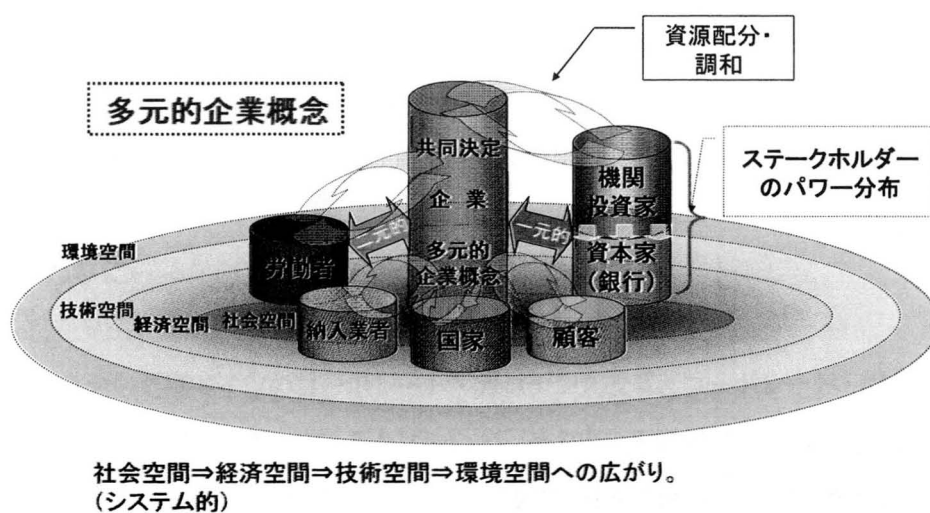 資源配分・
調和
多元的企業概念
共同決定
企 業
多元的
企業概念
機関
投資家
資本家
(銀行)
ステークホルダー
のパワー分布
一元的
一元的
労働者
環境空間
技術空間
経済空間
社会空間
納入業者
国家
顧客
社会空間⇒経済空間⇒技術空間⇒環境空間への広がり。
(システム的)